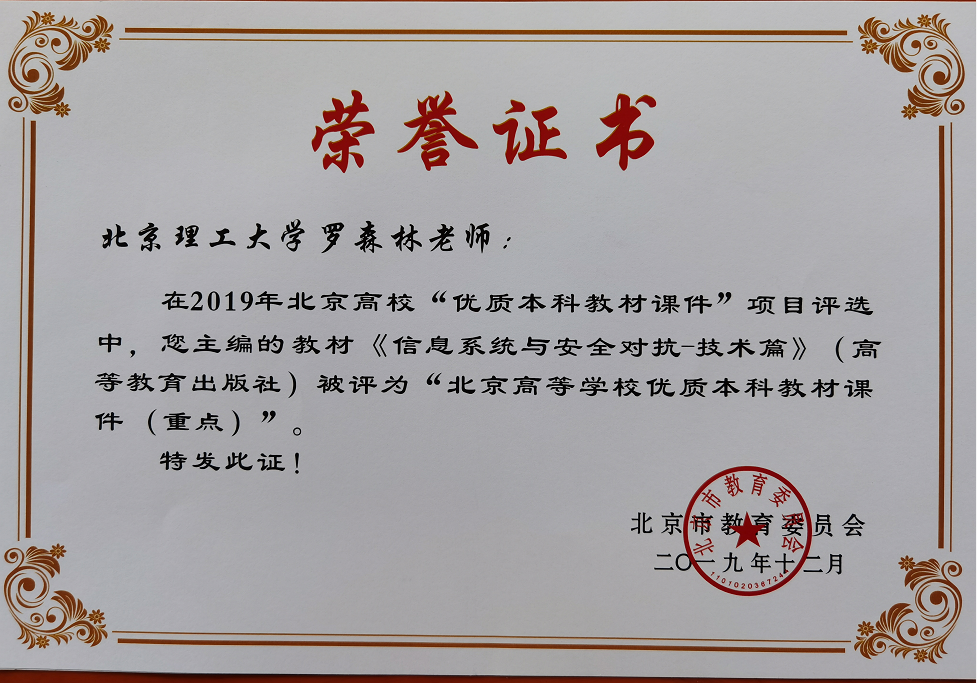 荣誉证书
北京理工大学罗森林老师：
在2019年北京高校“优质本科教材课件”项目评选
中，您主编的教材《信息系统与安全对抗-技术篇》（高
等教育出版社）被评为“北京高等学校优质本科教材课
件（重点）”。
特发此证！
北京市教育委员会
二〇一九年十二月
北京市教育委员会